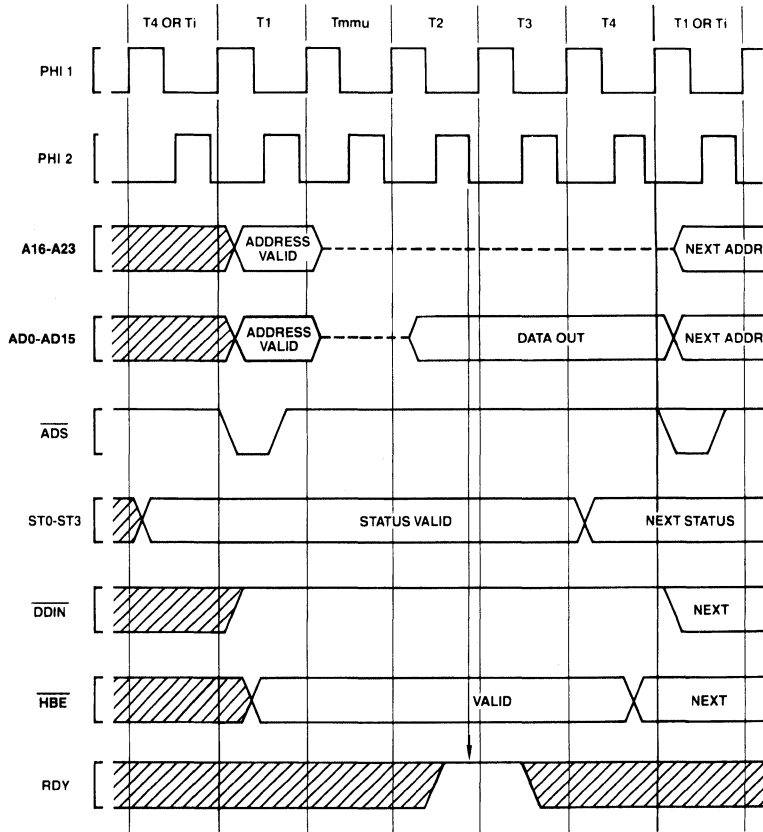 T4 OR Ti T1 Tmmu T2 T3 T4 T1 OR Ti
PHI 1
PHI 2
A16-A23
ADDRESS
VALID
NEXT ADDR
AD0-AD15
ADDRESS
VALID
DATA OUT
NEXT ADDR
ADS
ST0-ST3
STATUS VALID
NEXT STATUS
DDIN
NEXT
HBE
VALID
NEXT
RDY